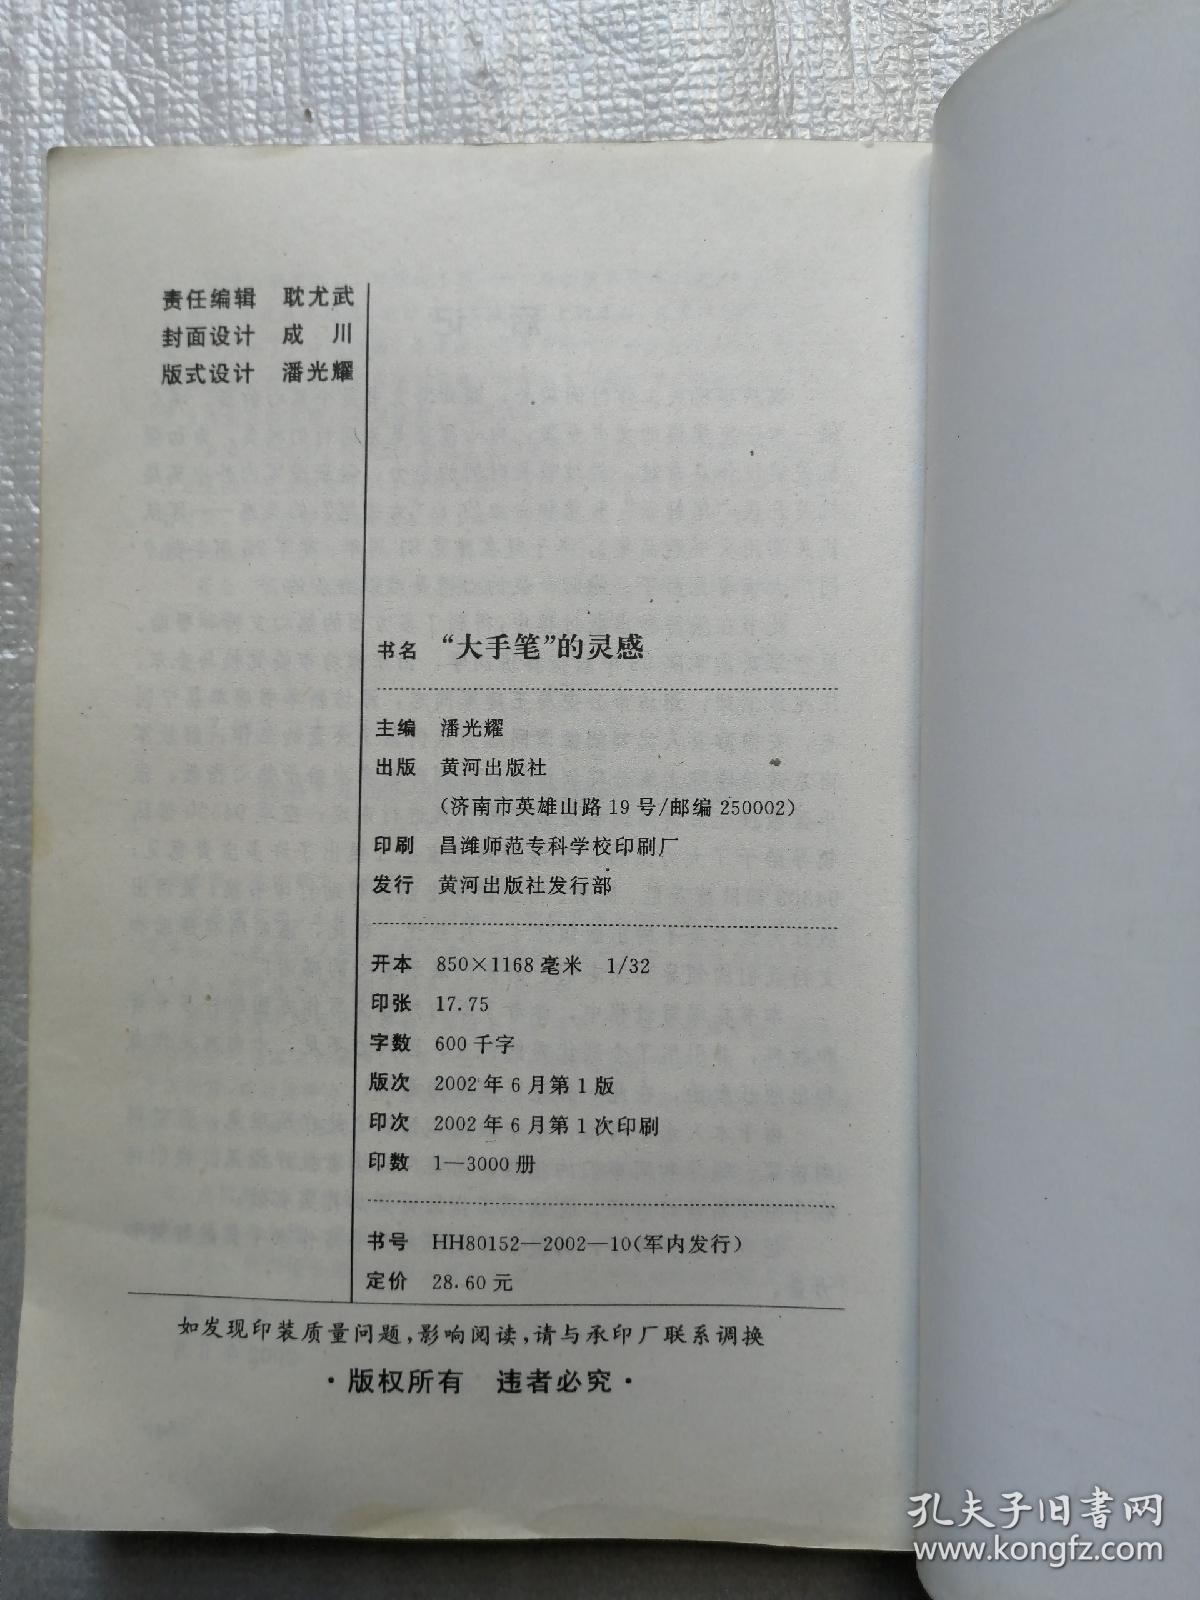 责任编辑 耿尤武
封面设计 成 川
版式设计 潘光耀
书名 “大手笔”的灵感
主编 潘光耀
出版 黄河出版社
(济南市英雄山路19号/邮编250002)
印刷 昌潍师范专科学校印刷厂
发行 黄河出版社发行部
开本 850×1168毫米 1/32
印张 17.75
字数 600千字
版次 2002年6月第1版
印次 2002年6月第1次印刷
印数 1—3000册
书号 HH80152—2002—10(军内发行)
定价 28.60元
如发现印装质量问题,影响阅读,请与承印厂联系调换
·版权所有 违者必究·
孔夫子旧书网
www.kongfz.com